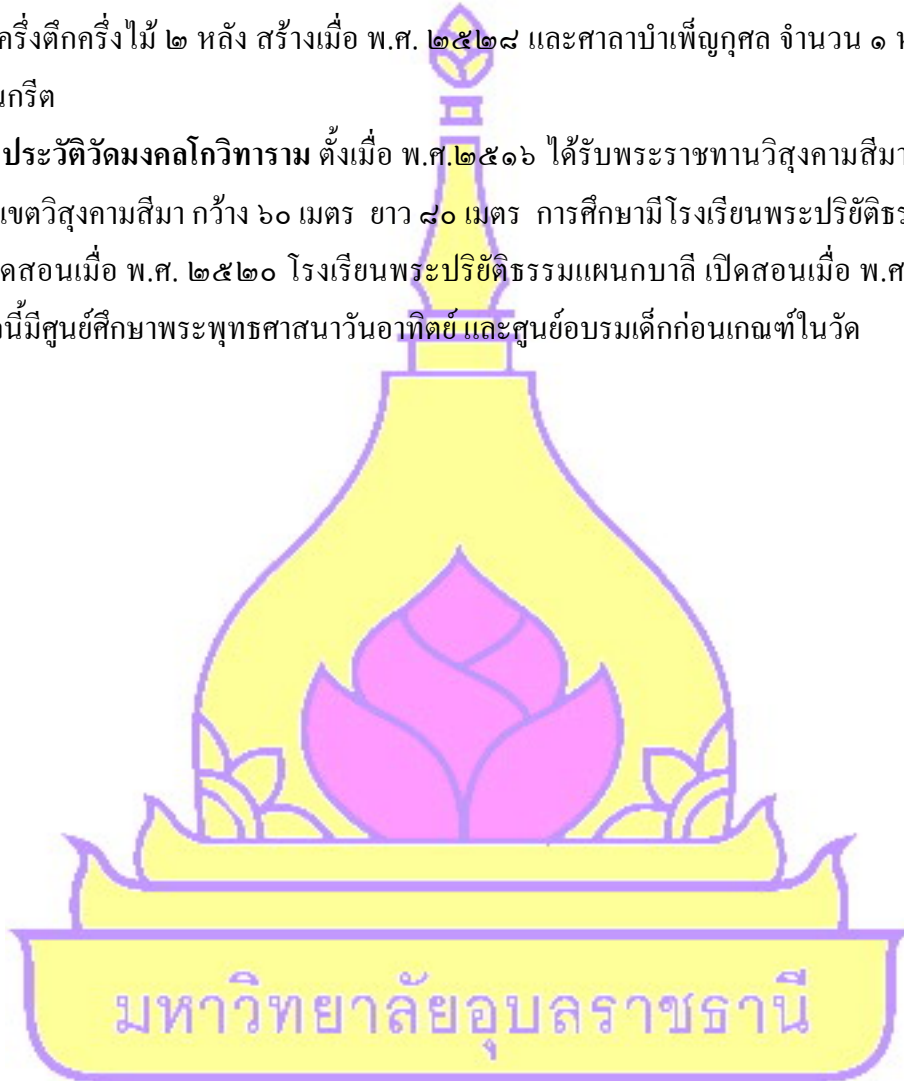 ครึ่งตึกครึ่งไม้ ๒ หลัง สร้างเมื่อ พ.ศ. ๒๕๒๘ และศาลาบำเพ็ญกุศล จำนวน ๑
นกรีต
ประวัติวัดมงคลโกวิทาราม ตั้งเมื่อ พ.ศ.๒๕๑๖ ได้รับพระราชทานวิสุงคามสีมา
เขตวิสุงคามสีมา กว้าง ๖๐ เมตร ยาว ๘๐ เมตร การศึกษามีโรงเรียนพระปริยัติธร
ดสอนเมื่อ พ.ศ. ๒๕๒๐ โรงเรียนพระปริยัติธรรมแผนกบาลี เปิดสอนเมื่อ พ.ศ
นี้มีศูนย์ศึกษาพระพุทธศาสนาวันอาทิตย์ และศูนย์อบรมเด็กก่อนเกณฑ์ในวัด
มหาวิทยาลัยอุบลราชธานี